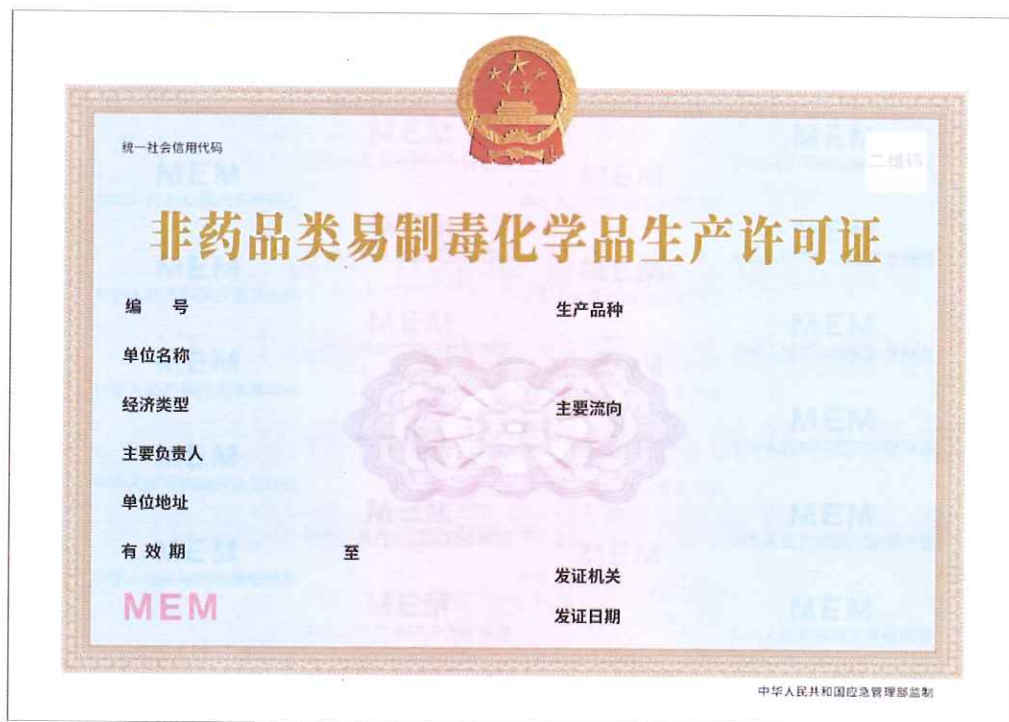 统一社会信用代码
二维码
非药品类易制毒化学品生产许可证
编 号
生产品种
单位名称
经济类型
主要流向
主要负责人
单位地址
有效期 至
发证机关
MEM
发证日期
中华人民共和国应急管理部监制